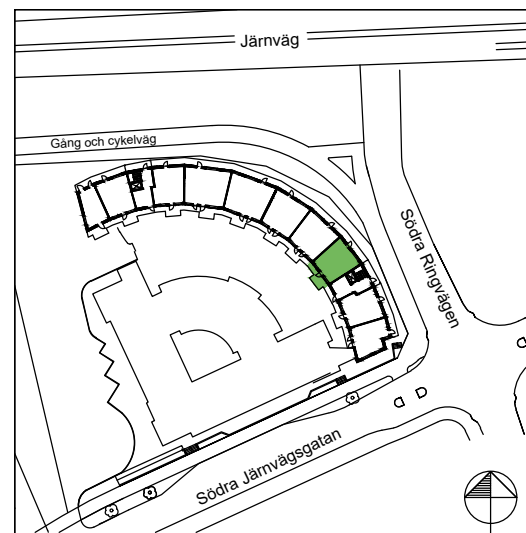 Järnväg
Gång och cykelväg
Södra Ringvägen
Södra Järnvägsgatan